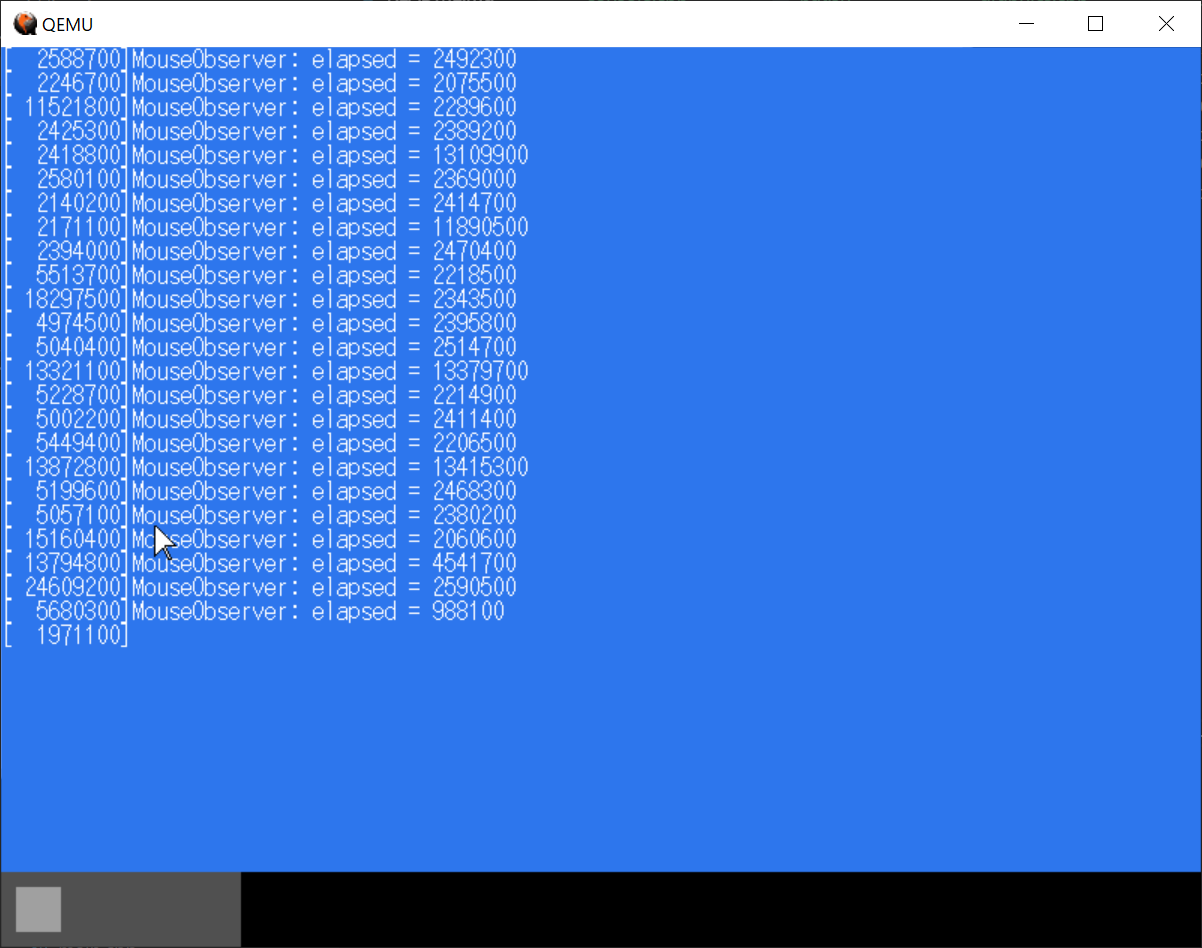 QEMU
[ 2588700]MouseObserver: elapsed = 2492300
[ 2246700]MouseObserver: elapsed = 2075500
[ 11521800]MouseObserver: elapsed = 2289600
[ 2425300]MouseObserver: elapsed = 2389200
[ 2418800]MouseObserver: elapsed = 13109900
[ 2580100]MouseObserver: elapsed = 2369000
[ 2140200]MouseObserver: elapsed = 2414700
[ 2171100]MouseObserver: elapsed = 11890500
[ 2394000]MouseObserver: elapsed = 2470400
[ 5513700]MouseObserver: elapsed = 2218500
[ 18297500]MouseObserver: elapsed = 2343500
[ 4974500]MouseObserver: elapsed = 2395800
[ 5040400]MouseObserver: elapsed = 2514700
[ 13321100]MouseObserver: elapsed = 13379700
[ 5228700]MouseObserver: elapsed = 2214900
[ 5002200]MouseObserver: elapsed = 2411400
[ 5449400]MouseObserver: elapsed = 2206500
[ 13872800]MouseObserver: elapsed = 13415300
[ 5199600]MouseObserver: elapsed = 2468300
[ 5057100]MouseObserver: elapsed = 2380200
[ 15160400]MouseObserver: elapsed = 2060600
[ 13794800]MouseObserver: elapsed = 4541700
[ 24609200]MouseObserver: elapsed = 2590500
[ 5680300]MouseObserver: elapsed = 988100
[ 1971100]